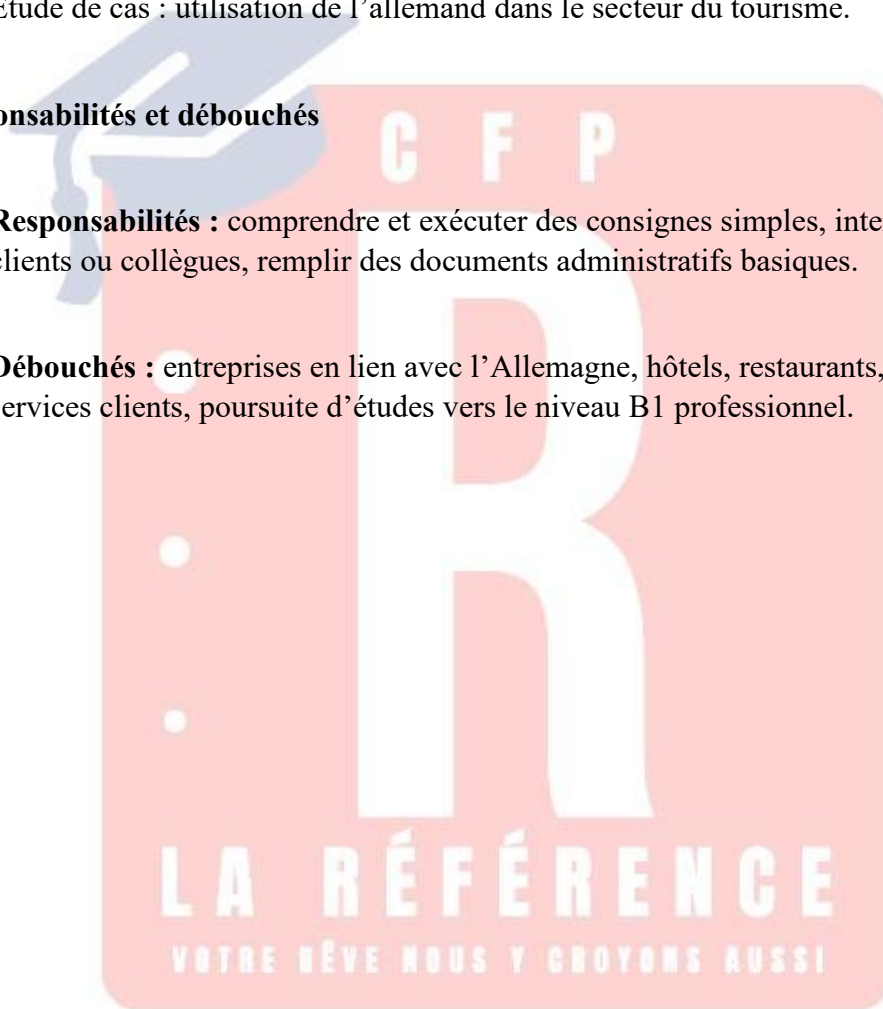 Étude de cas : utilisation de l’allemand dans le secteur du tourisme.
onsabilités et débouchés
C F P
Responsabilités : comprendre et exécuter des consignes simples, inte
clients ou collègues, remplir des documents administratifs basiques.
Débouchés : entreprises en lien avec l’Allemagne, hôtels, restaurants,
services clients, poursuite d’études vers le niveau B1 professionnel.
R
LA RÉFÉRENCE
VOTRE RÊVE NOUS Y CROYONS AUSSI